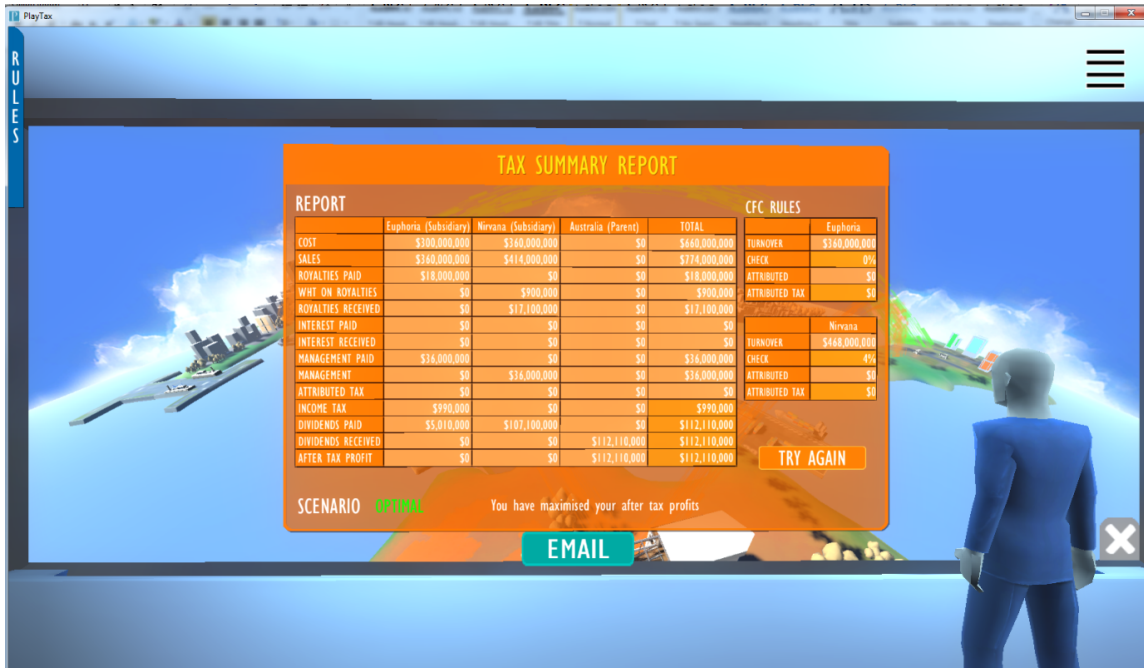 PlayTax
RULES
TAX SUMMARY REPORT
REPORT
Euphoria (Subsidiary) Nirvana (Subsidiary) Australia (Parent) TOTAL
COST $300,000,000 $360,000,000 $0 $660,000,000
SALES $360,000,000 $414,000,000 $0 $774,000,000
ROYALTIES PAID $18,000,000 $0 $0 $18,000,000
WHT ON ROYALTIES $0 $900,000 $0 $900,000
ROYALTIES RECEIVED $0 $17,100,000 $0 $17,100,000
INTEREST PAID $0 $0 $0 $0
INTEREST RECEIVED $0 $0 $0 $0
MANAGEMENT PAID $36,000,000 $0 $0 $36,000,000
MANAGEMENT $0 $36,000,000 $0 $36,000,000
ATTRIBUTED TAX $0 $0 $0 $0
INCOME TAX $990,000 $0 $0 $990,000
DIVIDENDS PAID $5,010,000 $107,100,000 $0 $112,110,000
DIVIDENDS RECEIVED $0 $0 $112,110,000 $112,110,000
AFTER TAX PROFIT $0 $0 $112,110,000 $112,110,000
CFC RULES
Euphoria
TURNOVER $360,000,000
CHECK 0%
ATTRIBUTED $0
ATTRIBUTED TAX $0
Nirvana
TURNOVER $468,000,000
CHECK 4%
ATTRIBUTED $0
ATTRIBUTED TAX $0
TRY AGAIN
SCENARIO OPTIMAL You have maximised your after tax profits
EMAIL